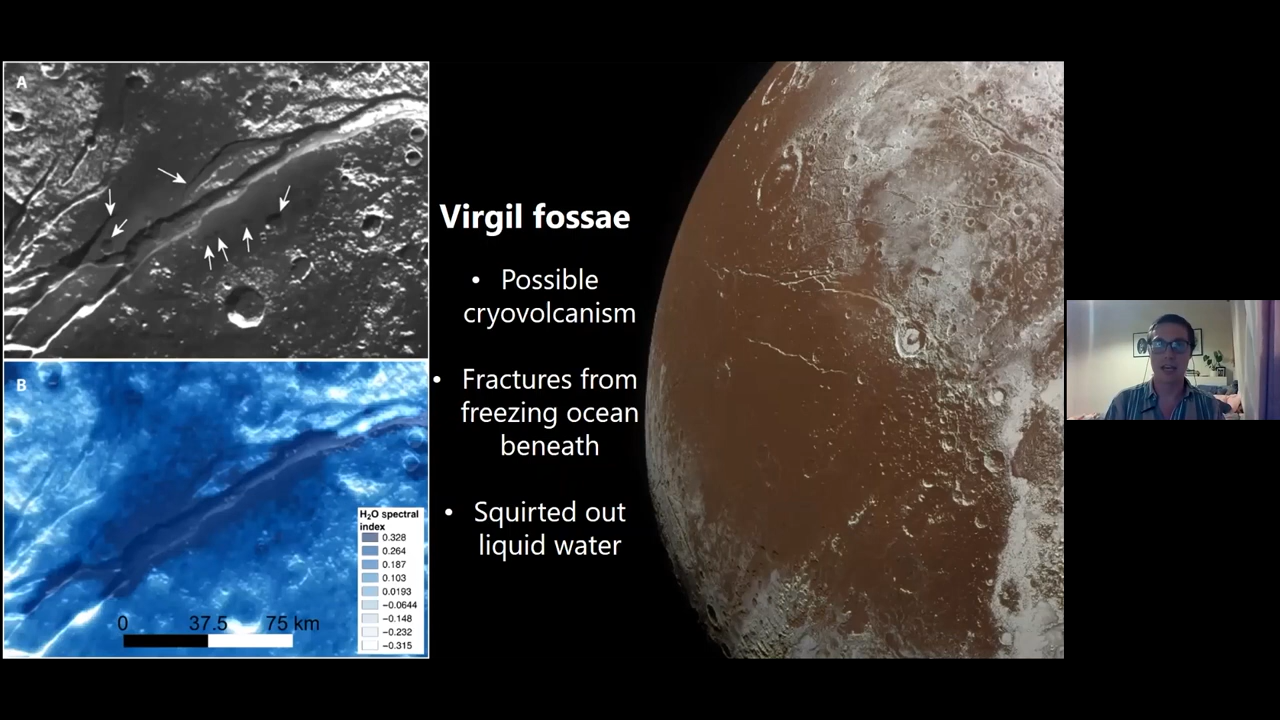 A
Virgil fossae
• Possible
cryovolcanism
• Fractures from
freezing ocean
beneath
• Squirted out
liquid water
B
H₂O spectral
index
0.328
0.264
0.187
0.103
0.0193
−0.0644
−0.148
−0.232
−0.315
0 37.5 75 km